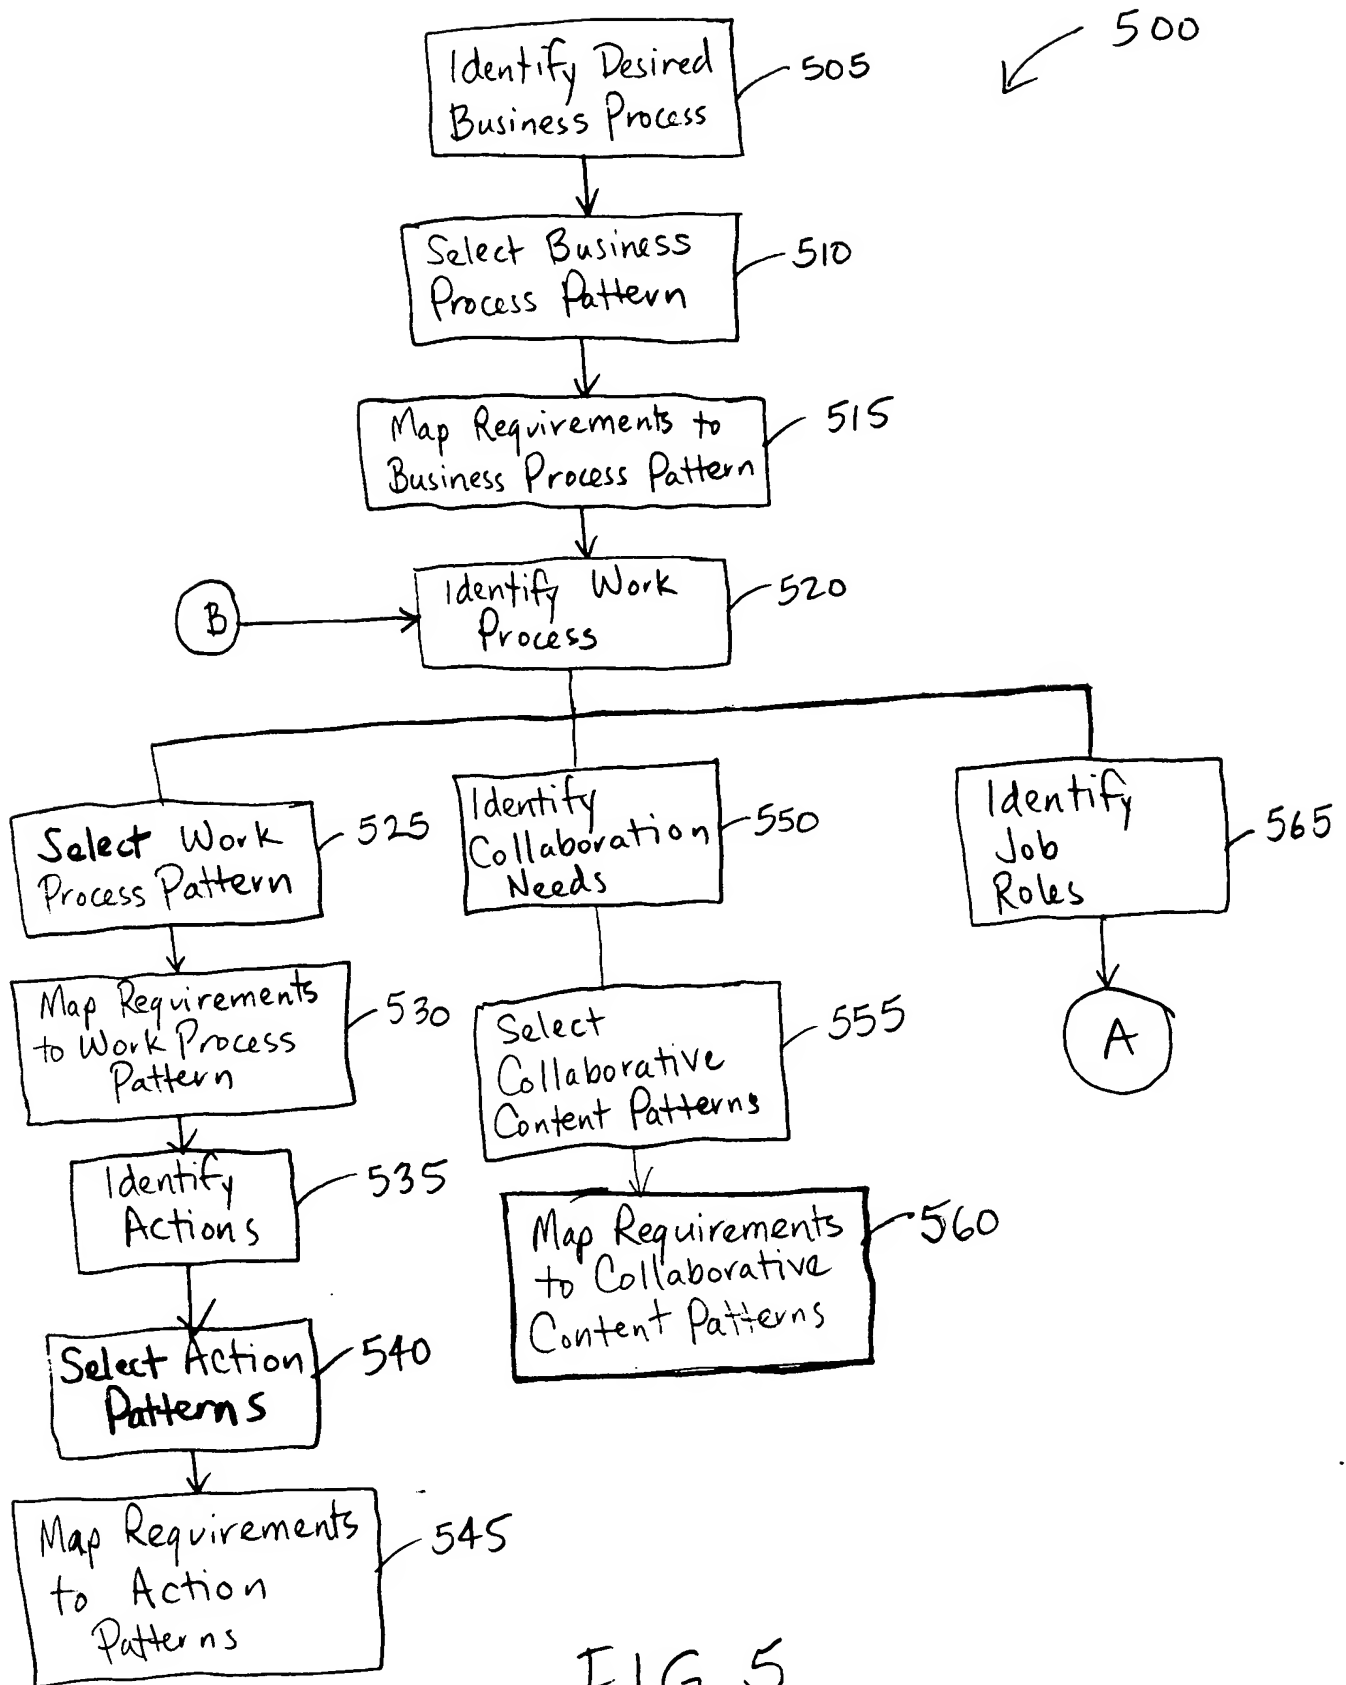 500
Identify Desired
Business Process
505
Select Business
Process Pattern
510
Map Requirements to
Business Process Pattern
515
B
Identify Work
Process
520
Select Work
Process Pattern
525
Map Requirements
to Work Process
Pattern
530
Identify
Actions
535
Select Action
Patterns
540
Map Requirements
to Action
Patterns
545
Identify
Collaboration
Needs
550
Select
Collaborative
Content Patterns
555
Map Requirements
to Collaborative
Content Patterns
560
Identify
Job
Roles
565
A
FIG. 5